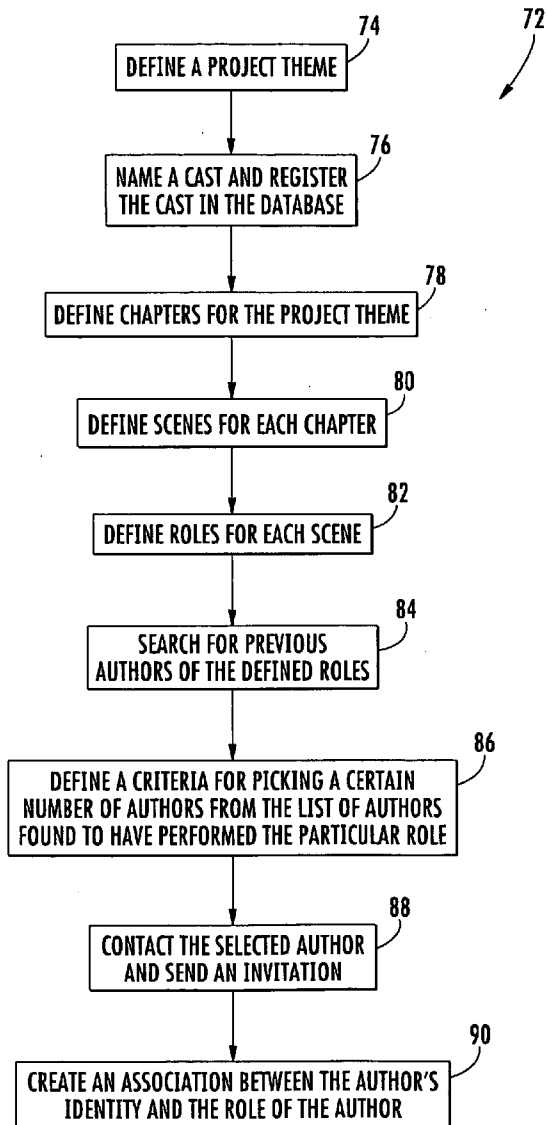 72
74
DEFINE A PROJECT THEME
76
NAME A CAST AND REGISTER
THE CAST IN THE DATABASE
78
DEFINE CHAPTERS FOR THE PROJECT THEME
80
DEFINE SCENES FOR EACH CHAPTER
82
DEFINE ROLES FOR EACH SCENE
84
SEARCH FOR PREVIOUS
AUTHORS OF THE DEFINED ROLES
86
DEFINE A CRITERIA FOR PICKING A CERTAIN
NUMBER OF AUTHORS FROM THE LIST OF AUTHORS
FOUND TO HAVE PERFORMED THE PARTICULAR ROLE
88
CONTACT THE SELECTED AUTHOR
AND SEND AN INVITATION
90
CREATE AN ASSOCIATION BETWEEN THE AUTHOR'S
IDENTITY AND THE ROLE OF THE AUTHOR